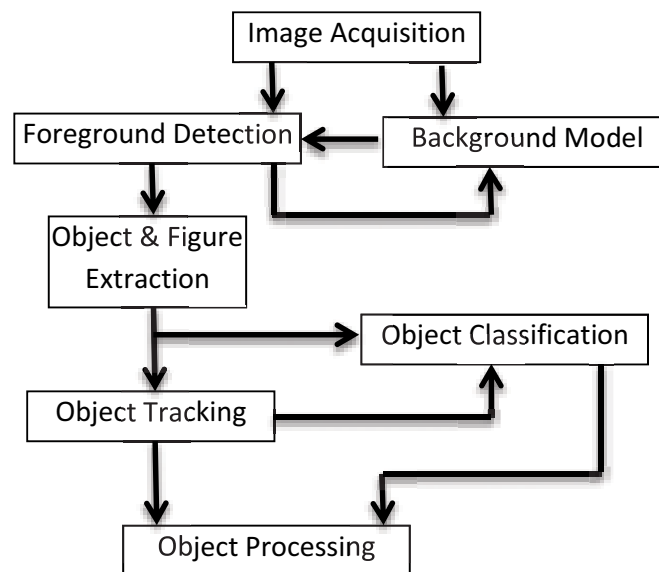 Image Acquisition
Foreground Detection
Background Model
Object & Figure
Extraction
Object Classification
Object Tracking
Object Processing